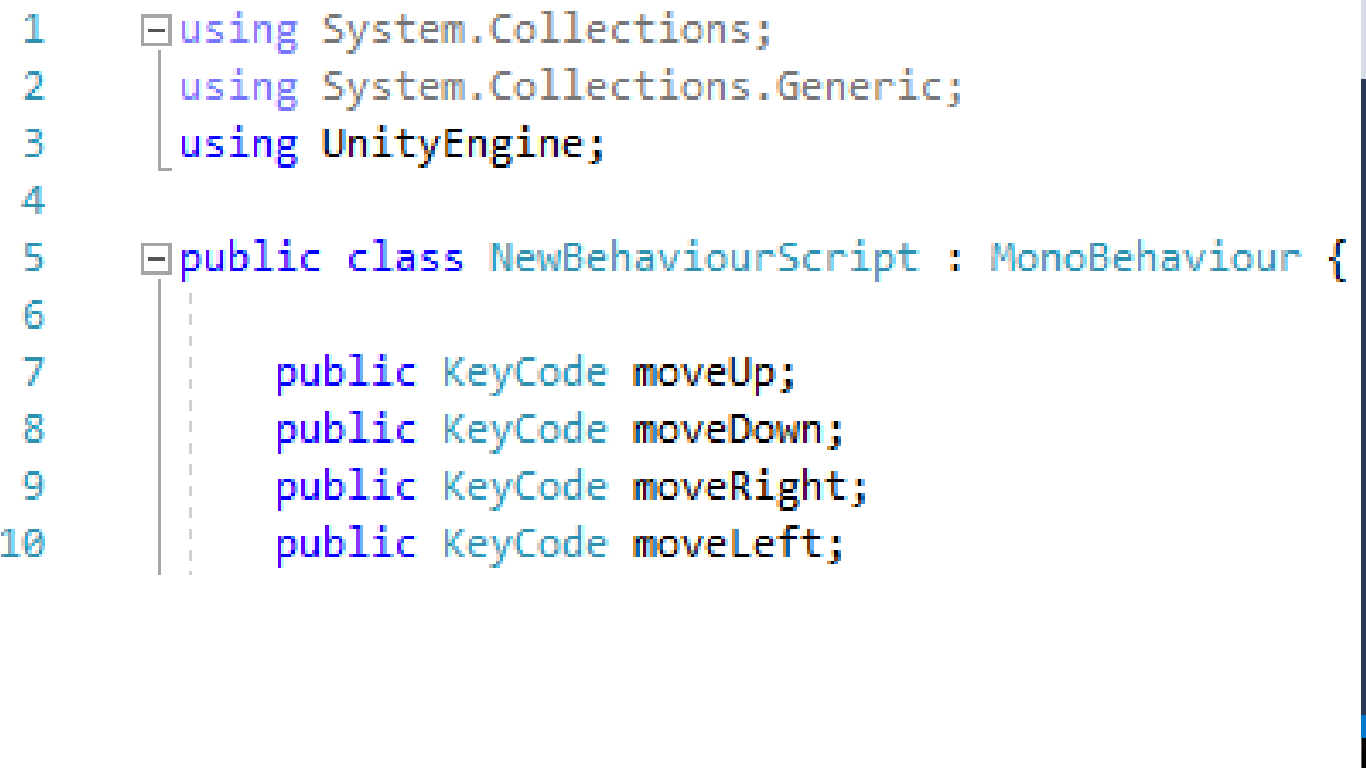 1 using System.Collections;
2 using System.Collections.Generic;
3 using UnityEngine;
4
5 public class NewBehaviourScript : MonoBehaviour {
6
7 public KeyCode moveUp;
8 public KeyCode moveDown;
9 public KeyCode moveRight;
10 public KeyCode moveLeft;